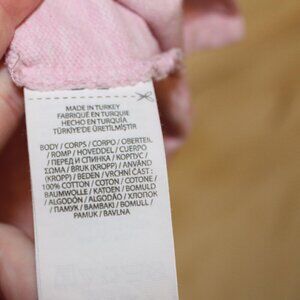 MADE IN TURKEY
FABRIQUÉ EN TURQUIE
HECHO EN TURQUÍA
TÜRKİYE'DE ÜRETİLMİŞTİR
BODY / CORPS / CORPO / OBERTEIL
/ ROMP / HOVEDDEL / CUERPO
/ ПЕРЕД И СПИНКА / KOPPUC /
ΣΩΜΑ / BRUK (KROPP) / ANVÄND
(KROPP) / BEDEN / VRCHNÍ ČÁST :
100% COTTON / COTON / COTONE /
BAUMWOLLE / KATOEN / BOMULD
/ ALGODÓN / ALGODÃO / ХЛОПОК
/ ΠΑΜΥΚ / BAMBAKI / BOMULL /
PAMUK / BAVLNA